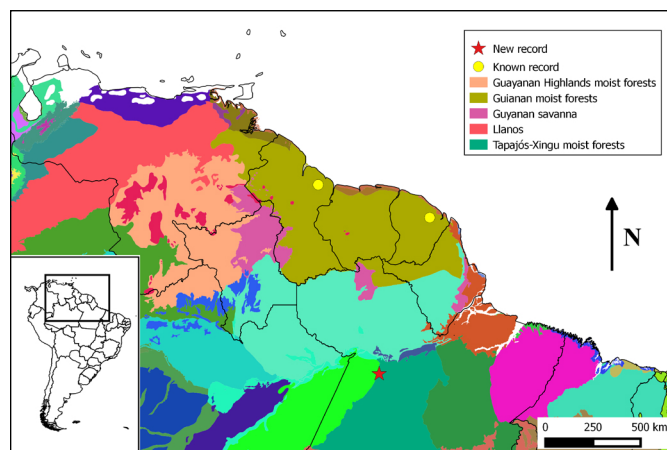 New record
Known record
Guayanan Highlands moist forests
Guianan moist forests
Guyanan savanna
Llanos
Tapajós-Xingu moist forests
N
0 250 500 km